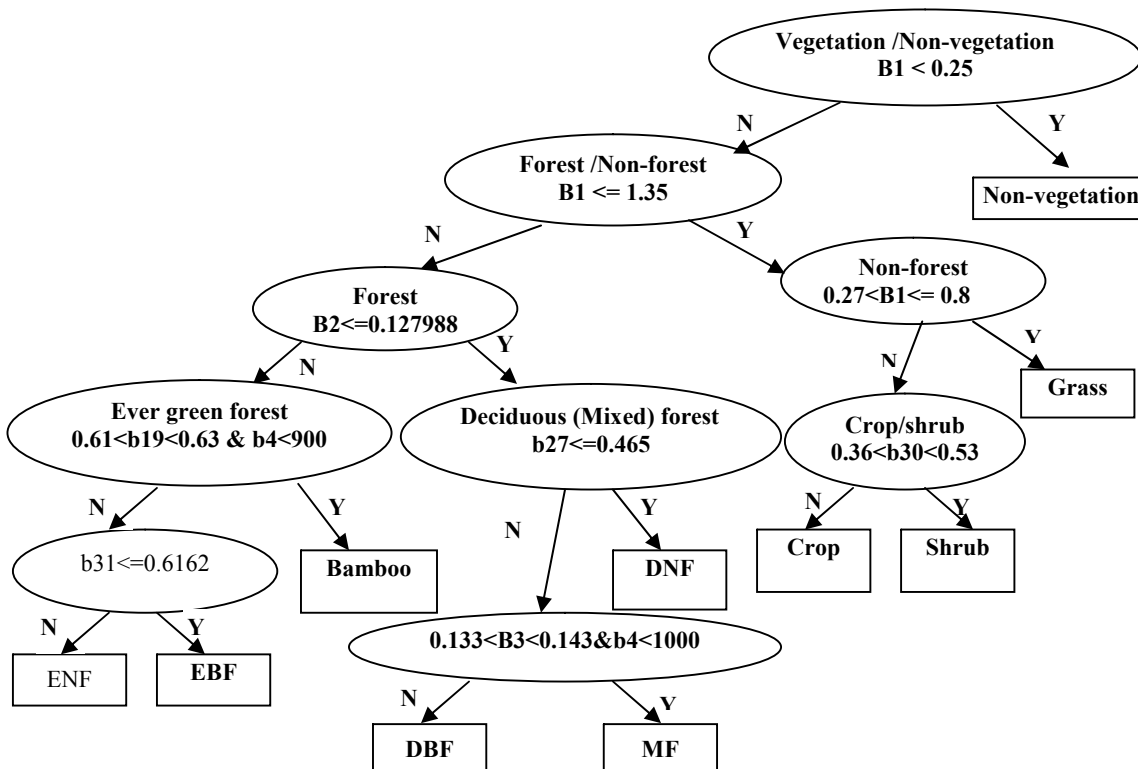 Vegetation /Non-vegetation
B1 < 0.25
N
Y
Forest /Non-forest
B1 <= 1.35
Non-vegetation
N
Y
Forest
B2<=0.127988
Non-forest
0.27<B1<= 0.8
N
Y
N
Y
Ever green forest
0.61<b19<0.63 & b4<900
Deciduous (Mixed) forest
b27<=0.465
Grass
Crop/shrub
0.36<b30<0.53
N
Y
N
Y
N
Y
b31<=0.6162
Bamboo
DNF
Crop
Shrub
N
Y
0.133<B3<0.143&b4<1000
ENF
EBF
N
Y
DBF
MF